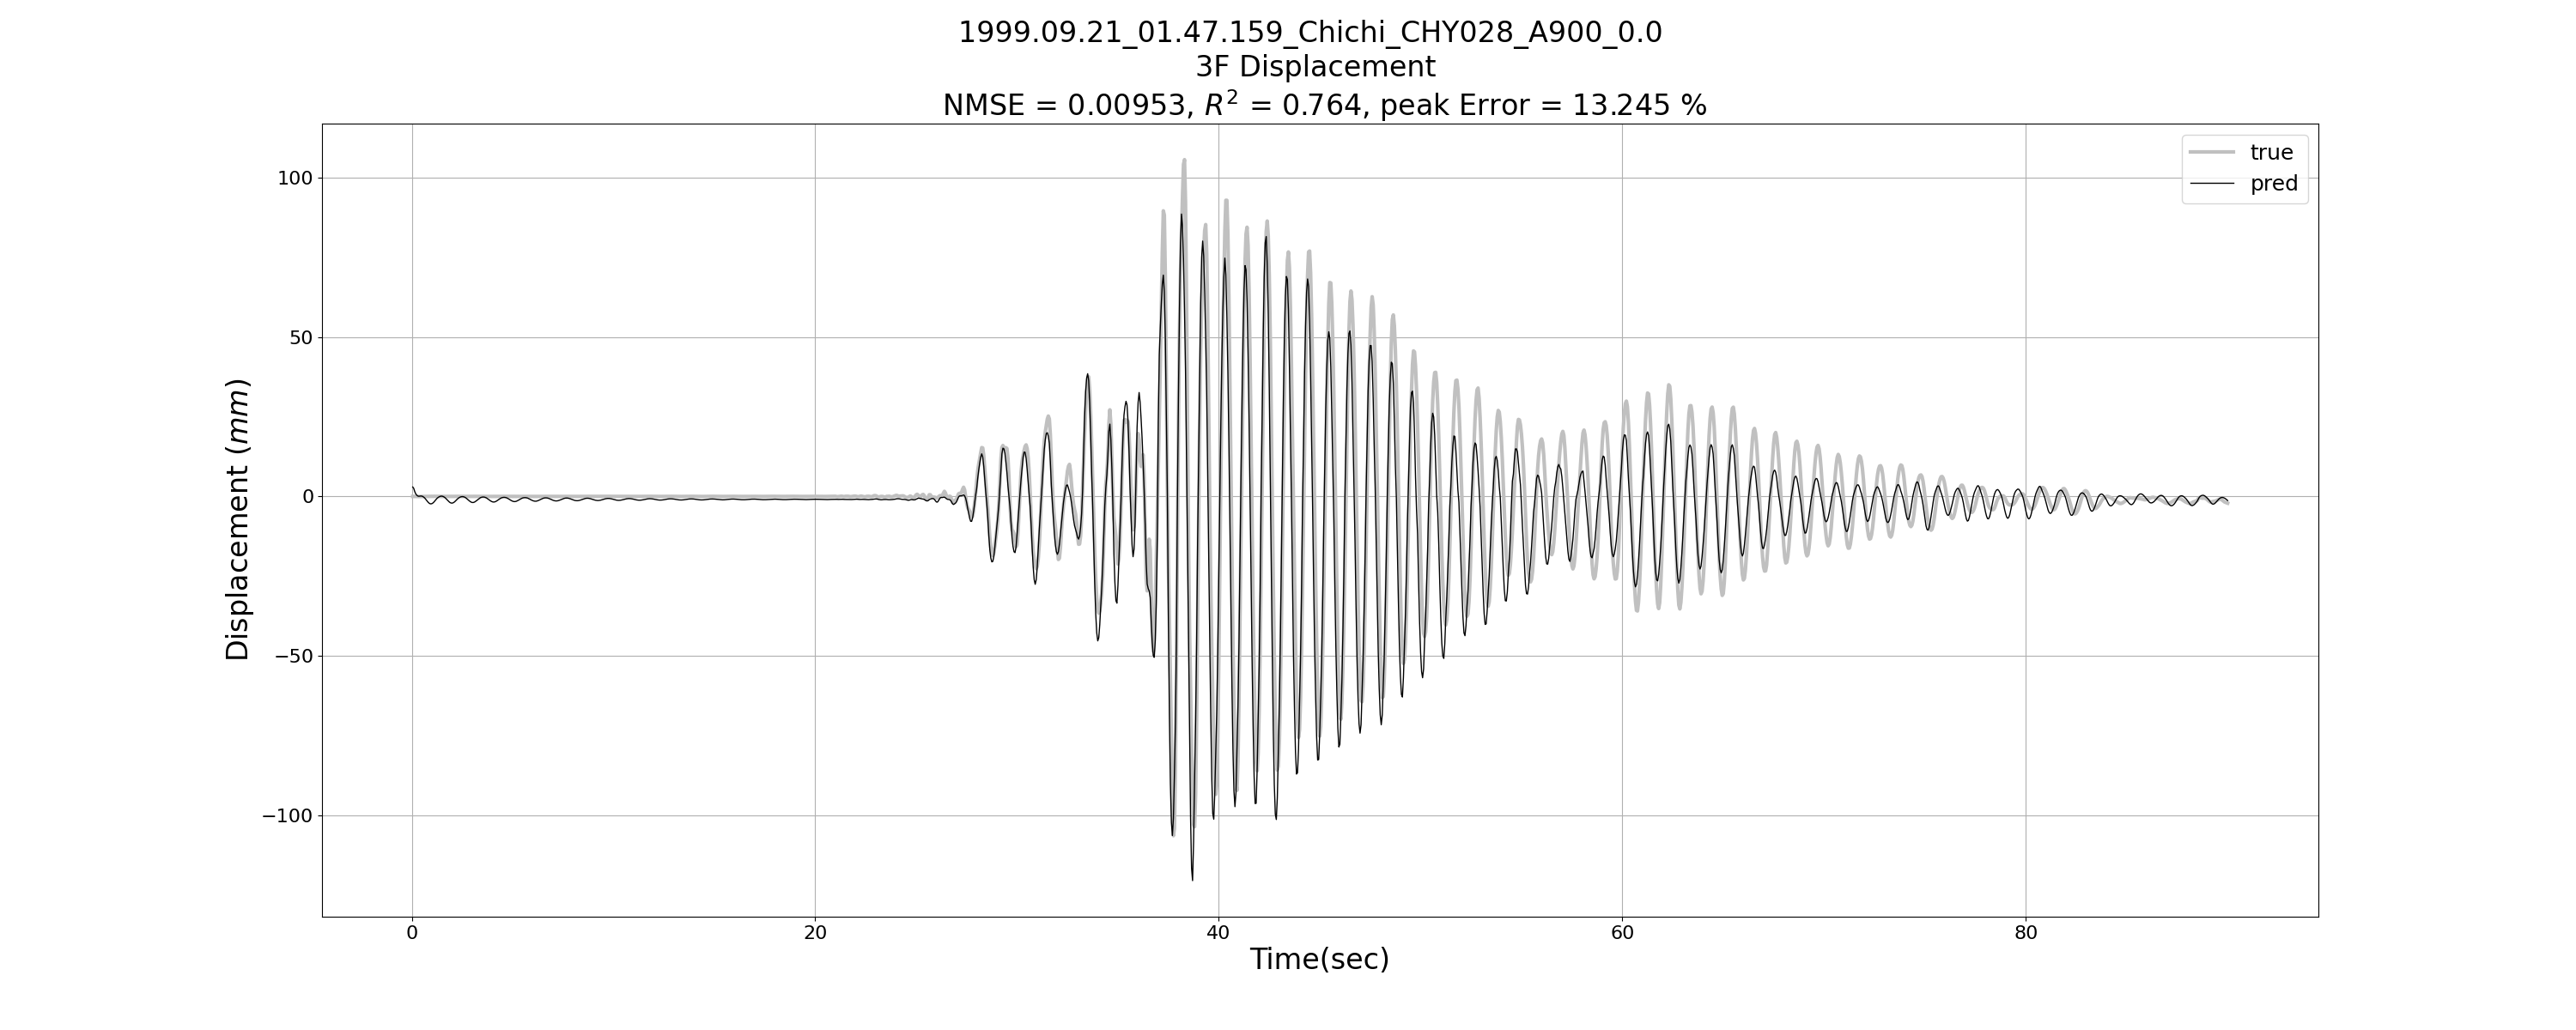 1999.09.21_01.47.159_Chichi_CHY028_A900_0.0
3F Displacement
NMSE = 0.00953, R² = 0.764, peak Error = 13.245 %
true
pred
Displacement (mm)
100
50
0
−50
−100
0
20
40
60
80
Time(sec)